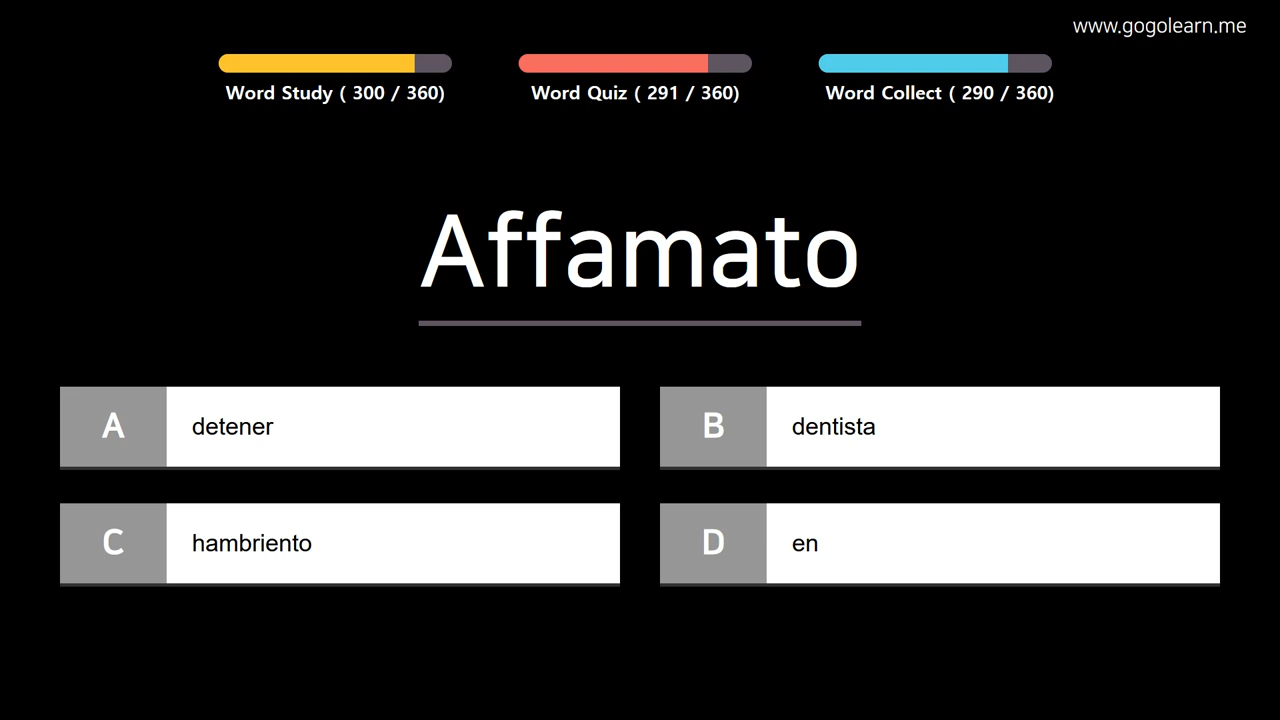 www.gogolearn.me
Word Study ( 300 / 360)
Word Quiz ( 291 / 360)
Word Collect ( 290 / 360)
Affamato
A detener
B dentista
C hambriento
D en